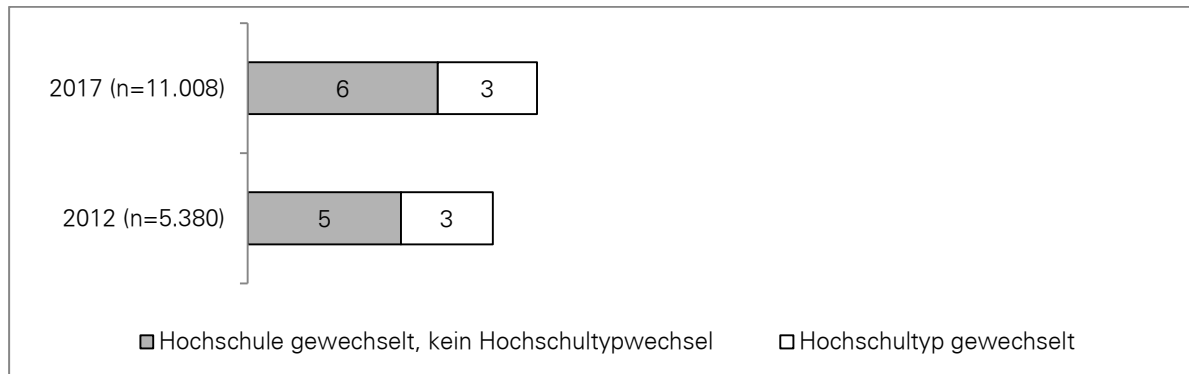 2017 (n=11.008) 6 3
2012 (n=5.380) 5 3
Hochschule gewechselt, kein Hochschultypwechsel Hochschultyp gewechselt